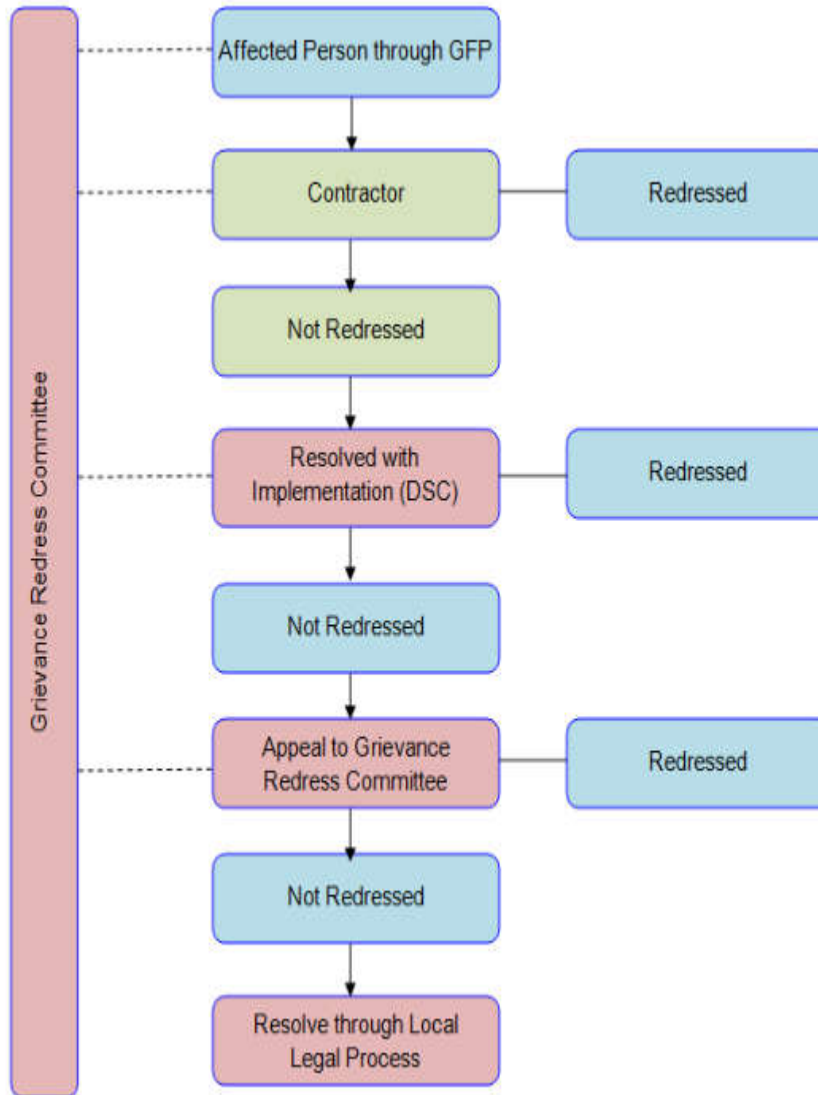 Grievance Redress Committee
Affected Person through GFP
Contractor
Redressed
Not Redressed
Resolved with
Implementation (DSC)
Redressed
Not Redressed
Appeal to Grievance
Redress Committee
Redressed
Not Redressed
Resolve through Local
Legal Process